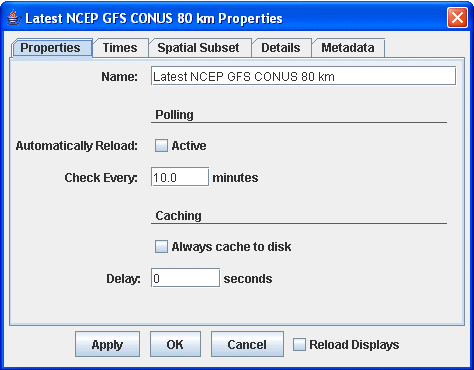 Latest NCEP GFS CONUS 80 km Properties
Properties Times Spatial Subset Details Metadata
Name: Latest NCEP GFS CONUS 80 km
Polling
Automatically Reload: Active
Check Every: 10.0 minutes
Caching
Always cache to disk
Delay: 0 seconds
Apply OK Cancel Reload Displays